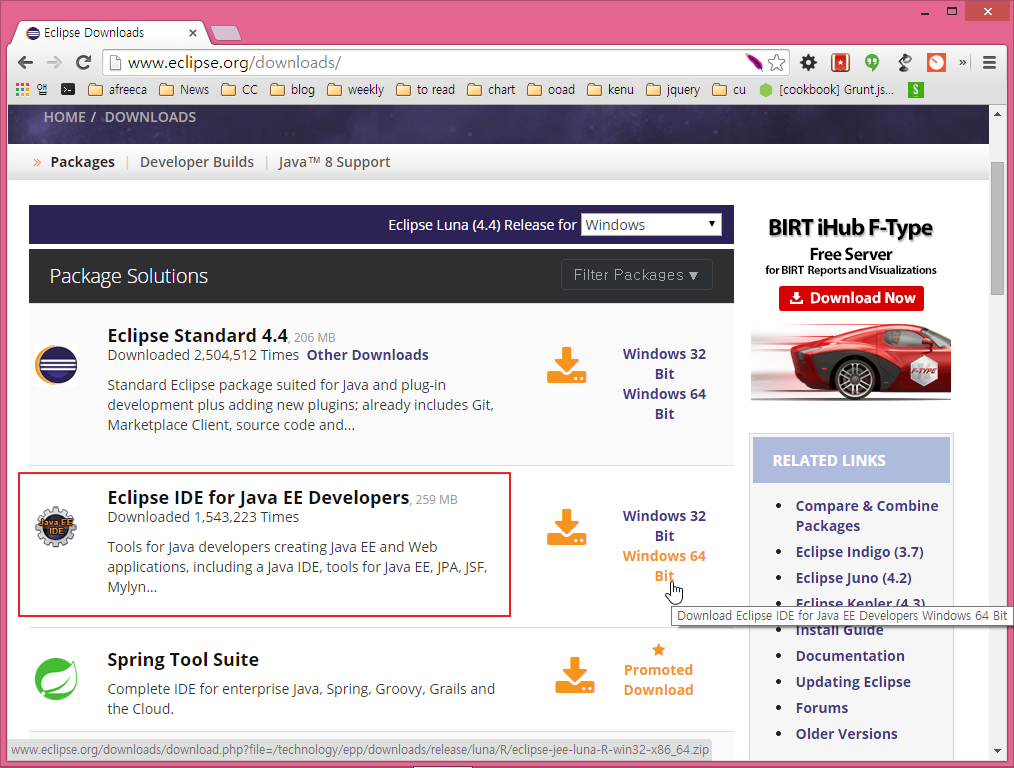 Eclipse Downloads
www.eclipse.org/downloads/
afreeca News CC blog weekly to read chart ooad kenu jquery cu [cookbook] Grunt.js... S
HOME / DOWNLOADS
» Packages | Developer Builds | Java™ 8 Support
Eclipse Luna (4.4) Release for Windows
Package Solutions
Filter Packages ▼
Eclipse Standard 4.4, 206 MB
Downloaded 2,504,512 Times Other Downloads
Standard Eclipse package suited for Java and plug-in
development plus adding new plugins; already includes Git,
Marketplace Client, source code and...
Windows 32
Bit
Windows 64
Bit
Java EE
IDE
Eclipse IDE for Java EE Developers, 259 MB
Downloaded 1,543,223 Times
Tools for Java developers creating Java EE and Web
applications, including a Java IDE, tools for Java EE, JPA, JSF,
Mylyn...
Windows 32
Bit
Windows 64
Bit
Download Eclipse IDE for Java EE Developers Windows 64 Bit
Spring Tool Suite
Complete IDE for enterprise Java, Spring, Groovy, Grails and
the Cloud.
Promoted
Download
BIRT iHub F-Type
Free Server
for BIRT Reports and Visualizations
Download Now
F-TYPE
RELATED LINKS
Compare & Combine
Packages
Eclipse Indigo (3.7)
Eclipse Juno (4.2)
Eclipse Kepler (4.3)
Install Guide
Documentation
Updating Eclipse
Forums
Older Versions
www.eclipse.org/downloads/download.php?file=/technology/epp/downloads/release/luna/R/eclipse-jee-luna-R-win32-x86_64.zip